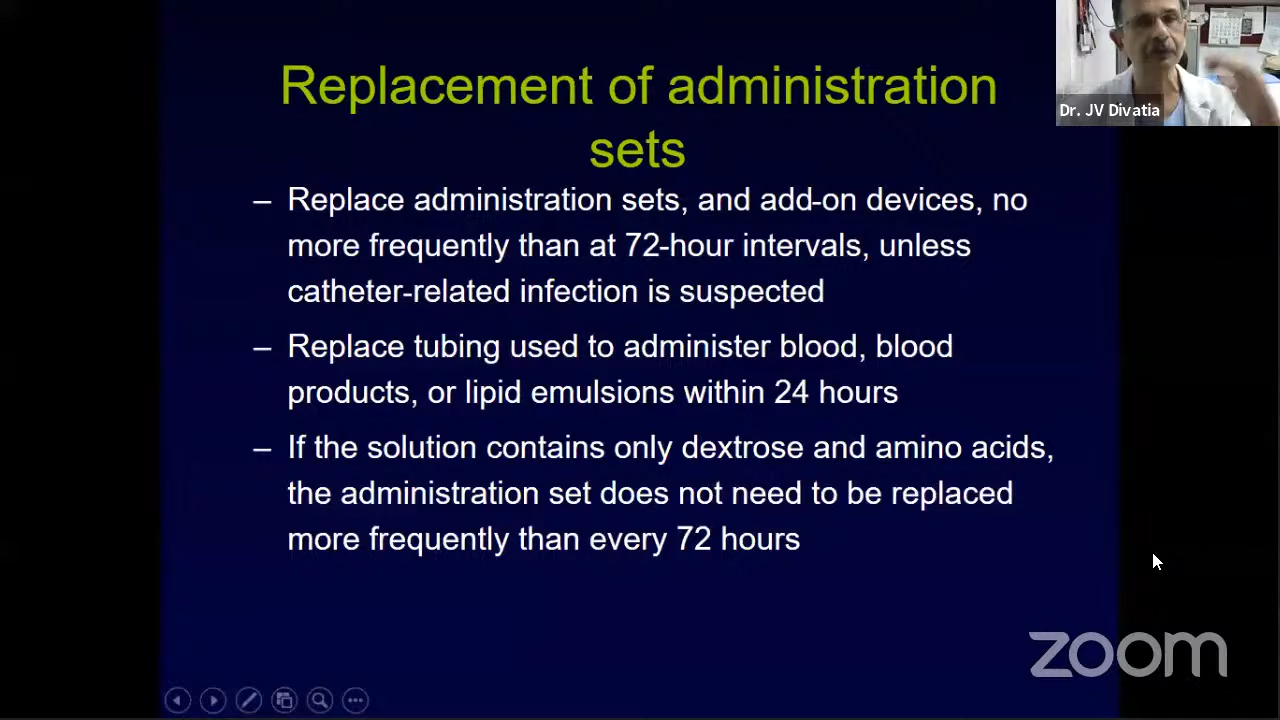 Replacement of administration
sets
– Replace administration sets, and add-on devices, no
more frequently than at 72-hour intervals, unless
catheter-related infection is suspected
– Replace tubing used to administer blood, blood
products, or lipid emulsions within 24 hours
– If the solution contains only dextrose and amino acids,
the administration set does not need to be replaced
more frequently than every 72 hours
Dr. JV Divatia
zoom